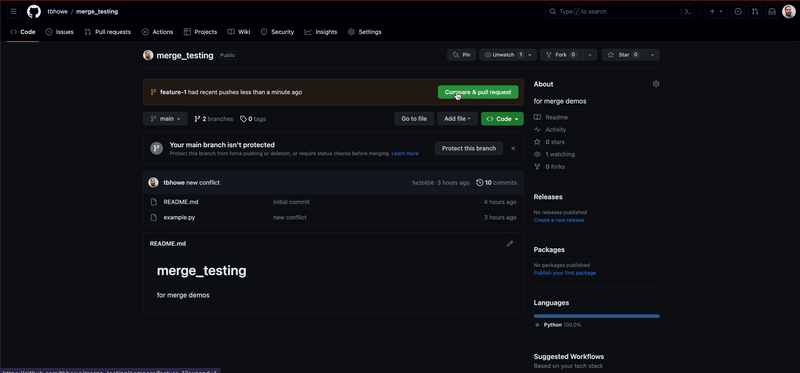 tbhowe / merge_testing
Type / to search
Code Issues Pull requests Actions Projects Wiki Security Insights Settings
merge_testing Public
Pin Unwatch 1 Fork 0 Star 0
feature-1 had recent pushes less than a minute ago
Compare & pull request
main 2 branches 0 tags
Go to file Add file Code
Your main branch isn't protected
Protect this branch from force pushing or deletion, or require status checks before merging. Learn more
Protect this branch
tbhowe new conflict 9a5b858 3 hours ago 10 commits
README.md Initial commit 4 hours ago
example.py new conflict 3 hours ago
README.md
merge_testing
for merge demos
About
for merge demos
Readme
Activity
0 stars
1 watching
0 forks
Releases
No releases published
Create a new release
Packages
No packages published
Publish your first package
Languages
Python 100.0%
Suggested Workflows
Based on your tech stack